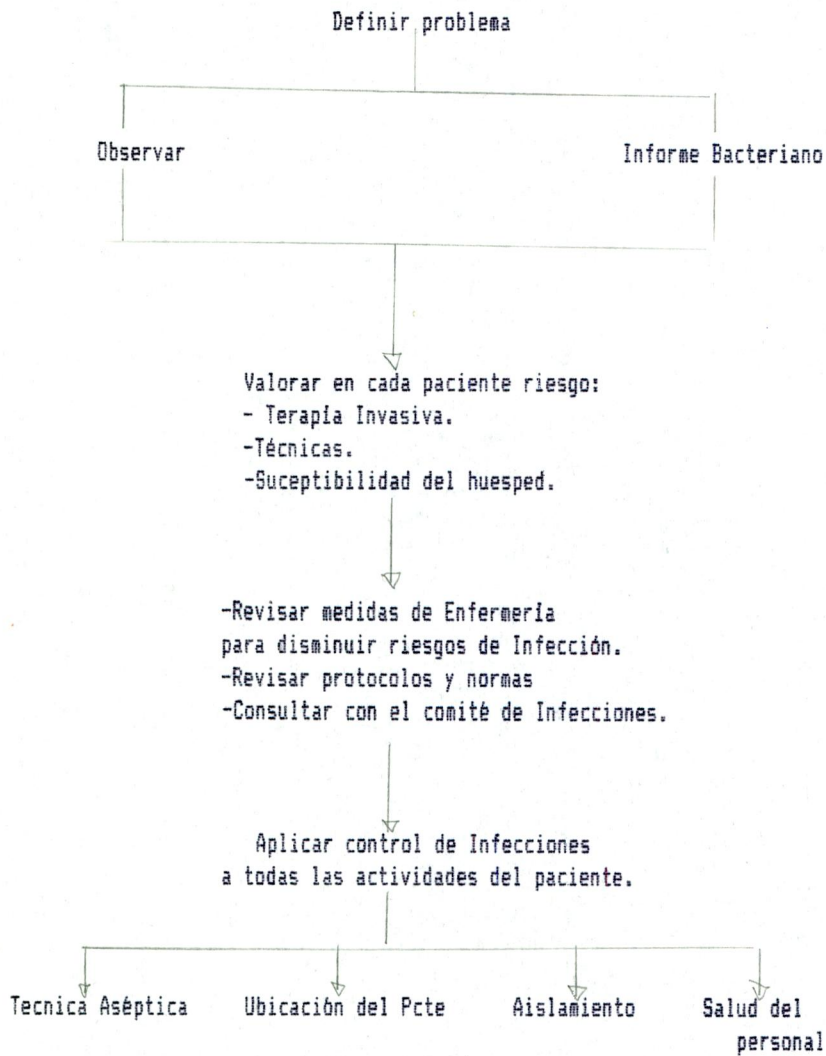 Definir problema
Observar
Informe Bacteriano
Valorar en cada paciente riesgo:
- Terapía Invasiva.
-Técnicas.
-Suceptibilidad del huesped.
-Revisar medidas de Enfermería
para disminuir riesgos de Infección.
-Revisar protocolos y normas
-Consultar con el comité de Infecciones.
Aplicar control de Infecciones
a todas las actividades del paciente.
Tecnica Aséptica
Ubicación del Pcte
Aislamiento
Salud del
personal